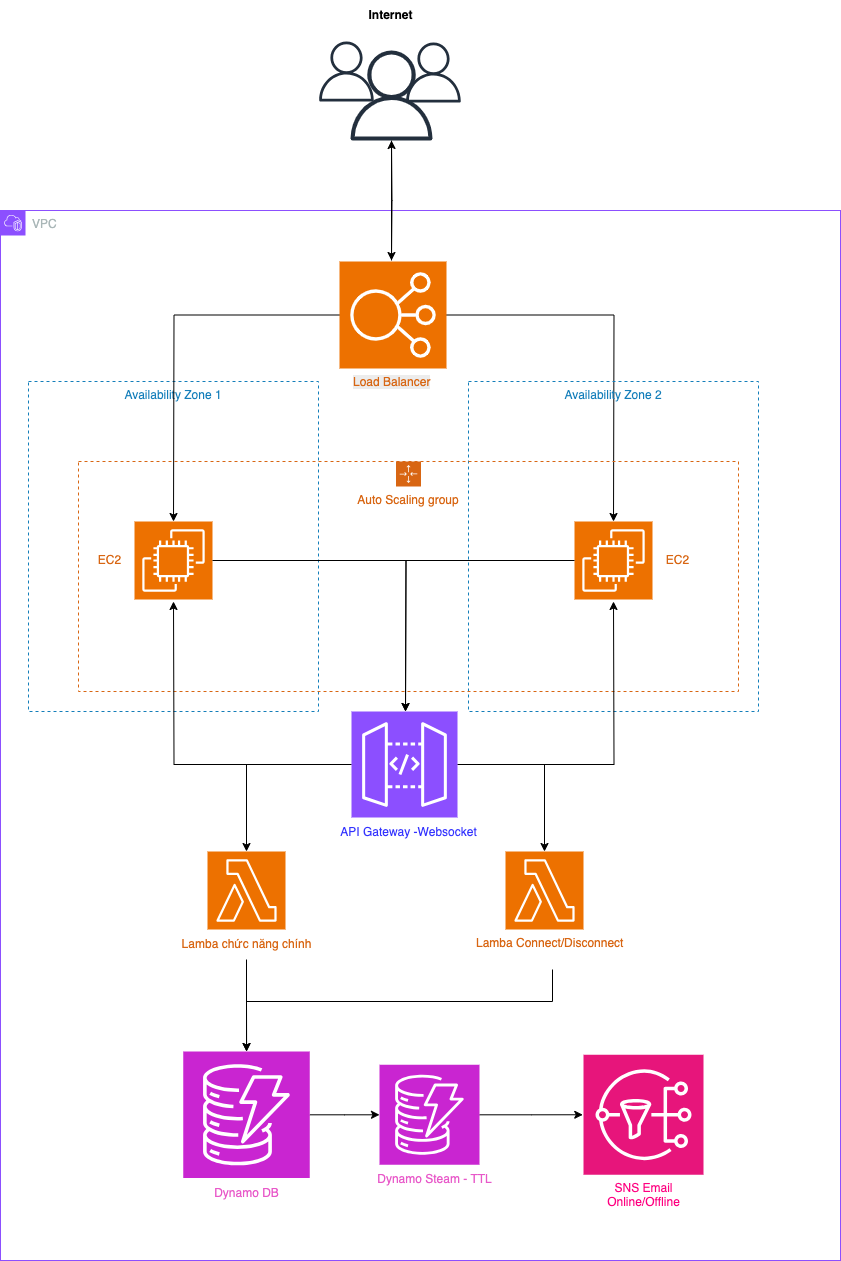 Internet
VPC
Load Balancer
Availability Zone 1
Availability Zone 2
Auto Scaling group
EC2
EC2
</>
API Gateway -Websocket
Lamba chức năng chính
Lamba Connect/Disconnect
Dynamo DB
Dynamo Steam - TTL
SNS Email
Online/Offline